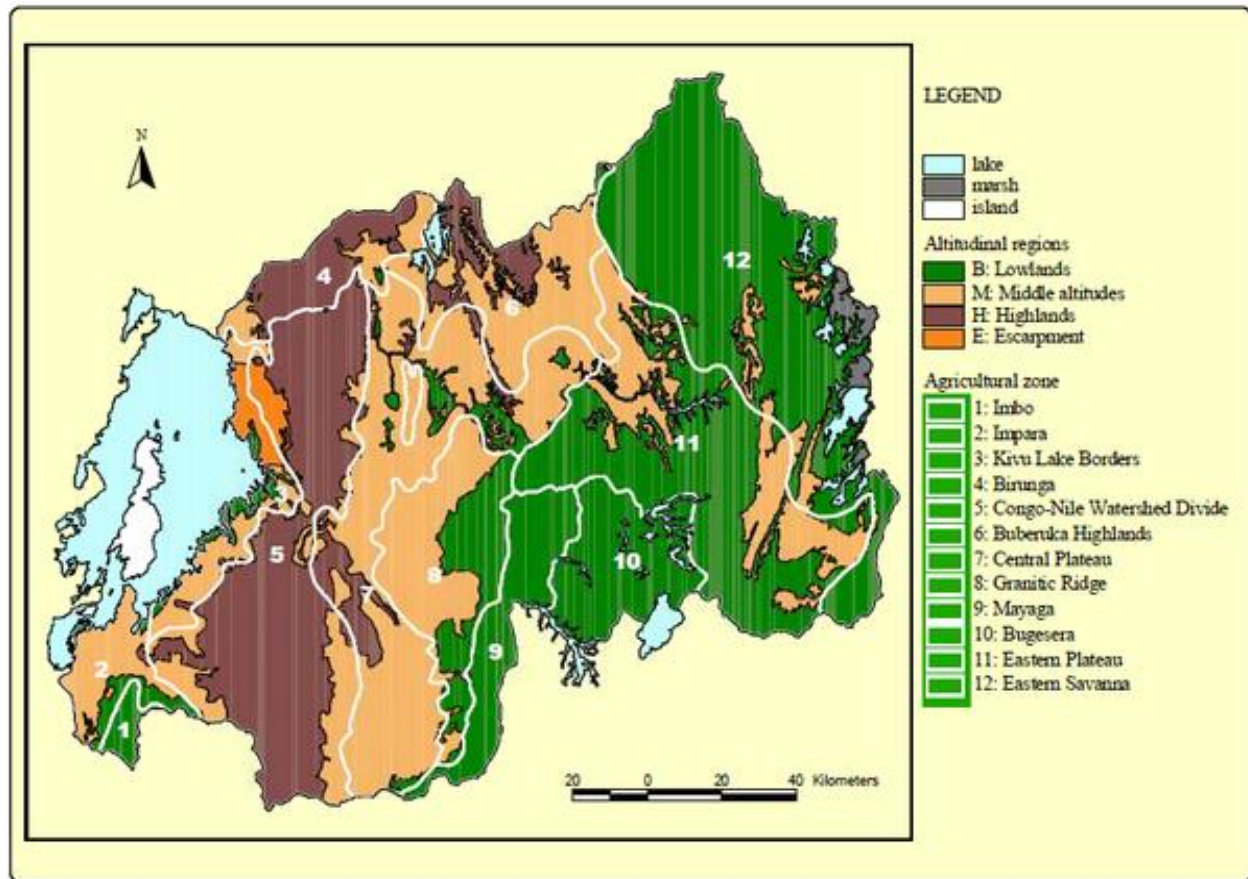 N
4
12
6
11
5
10
8
7
9
2
1
20 0 20 40 Kilometers
LEGEND
lake
marsh
island
Altitudinal regions
B: Lowlands
M: Middle altitudes
H: Highlands
E: Escarpment
Agricultural zone
1: Imbo
2: Impara
3: Kivu Lake Borders
4: Birunga
5: Congo-Nile Watershed Divide
6: Buberuka Highlands
7: Central Plateau
8: Granitic Ridge
9: Mayaga
10: Bugesera
11: Eastern Plateau
12: Eastern Savanna